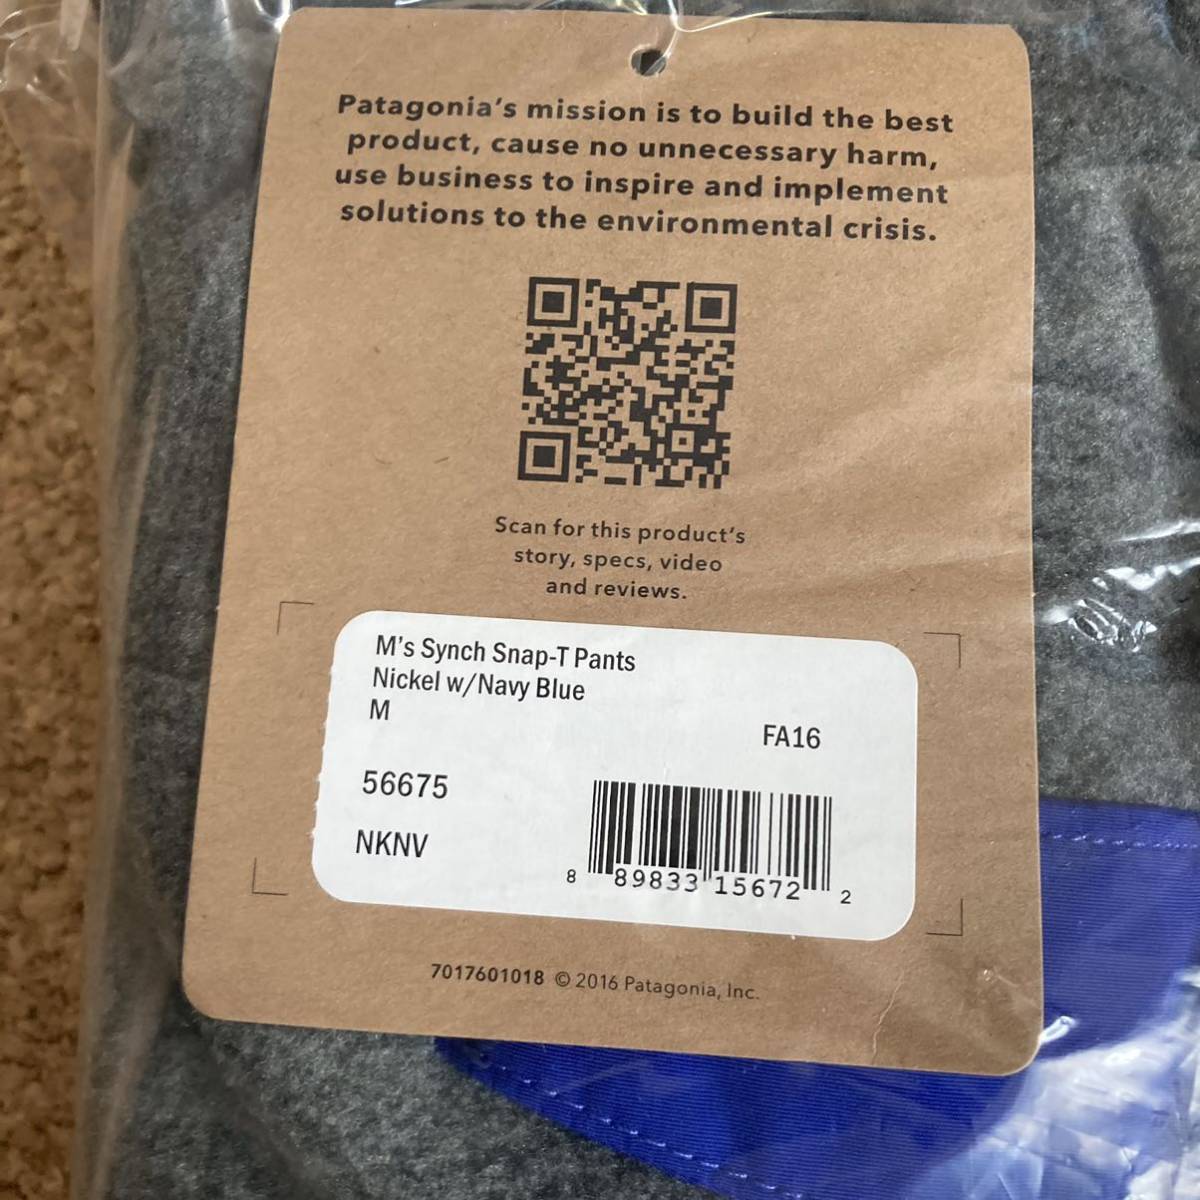 Patagonia's mission is to build the best
product, cause no unnecessary harm,
use business to inspire and implement
solutions to the environmental crisis.
Scan for this product's
story, specs, video
and reviews.
M's Synch Snap-T Pants
Nickel w/Navy Blue
M
FA16
56675
NKNV
8 89833 15672 2
7017601018 © 2016 Patagonia, Inc.